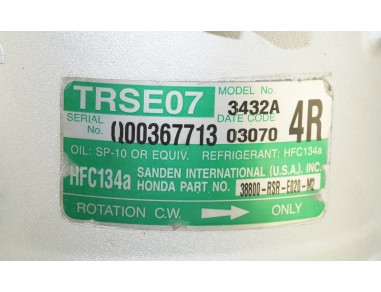 TRSE07 MODEL No. 3432A
SERIAL No. Q00367713 DATE CODE 03070 4R
OIL: SP-10 OR EQUIV. REFRIGERANT: HFC134a
HFC134a SANDEN INTERNATIONAL (U.S.A.), INC.
HONDA PART NO. 38800-RSR-E020-M2
ROTATION C.W. ONLY